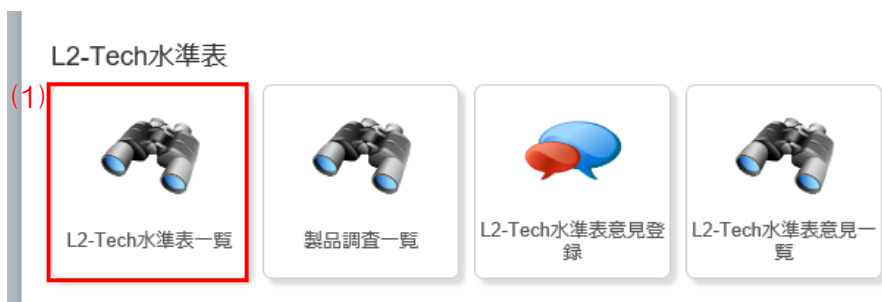 L2-Tech水準表
(1)
L2-Tech水準表一覧
製品調査一覧
L2-Tech水準表意見登
録
L2-Tech水準表意見一
覧